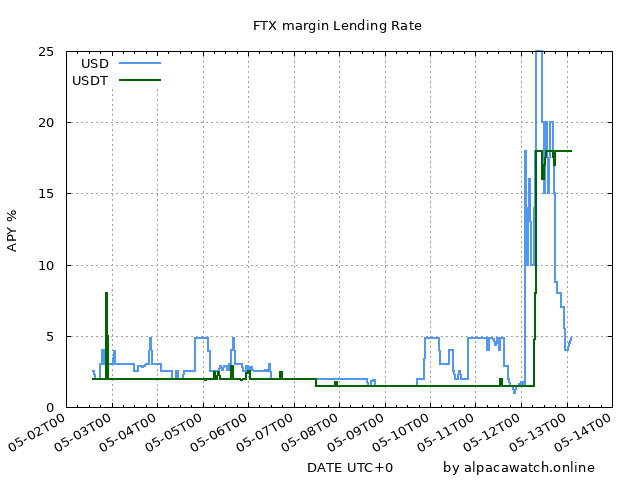 FTX margin Lending Rate
USD
USDT
APY %
25
20
15
10
5
0
05-02T00
05-03T00
05-04T00
05-05T00
05-06T00
05-07T00
05-08T00
05-09T00
05-10T00
05-11T00
05-12T00
05-13T00
05-14T00
DATE UTC+0
by alpacawatch.online